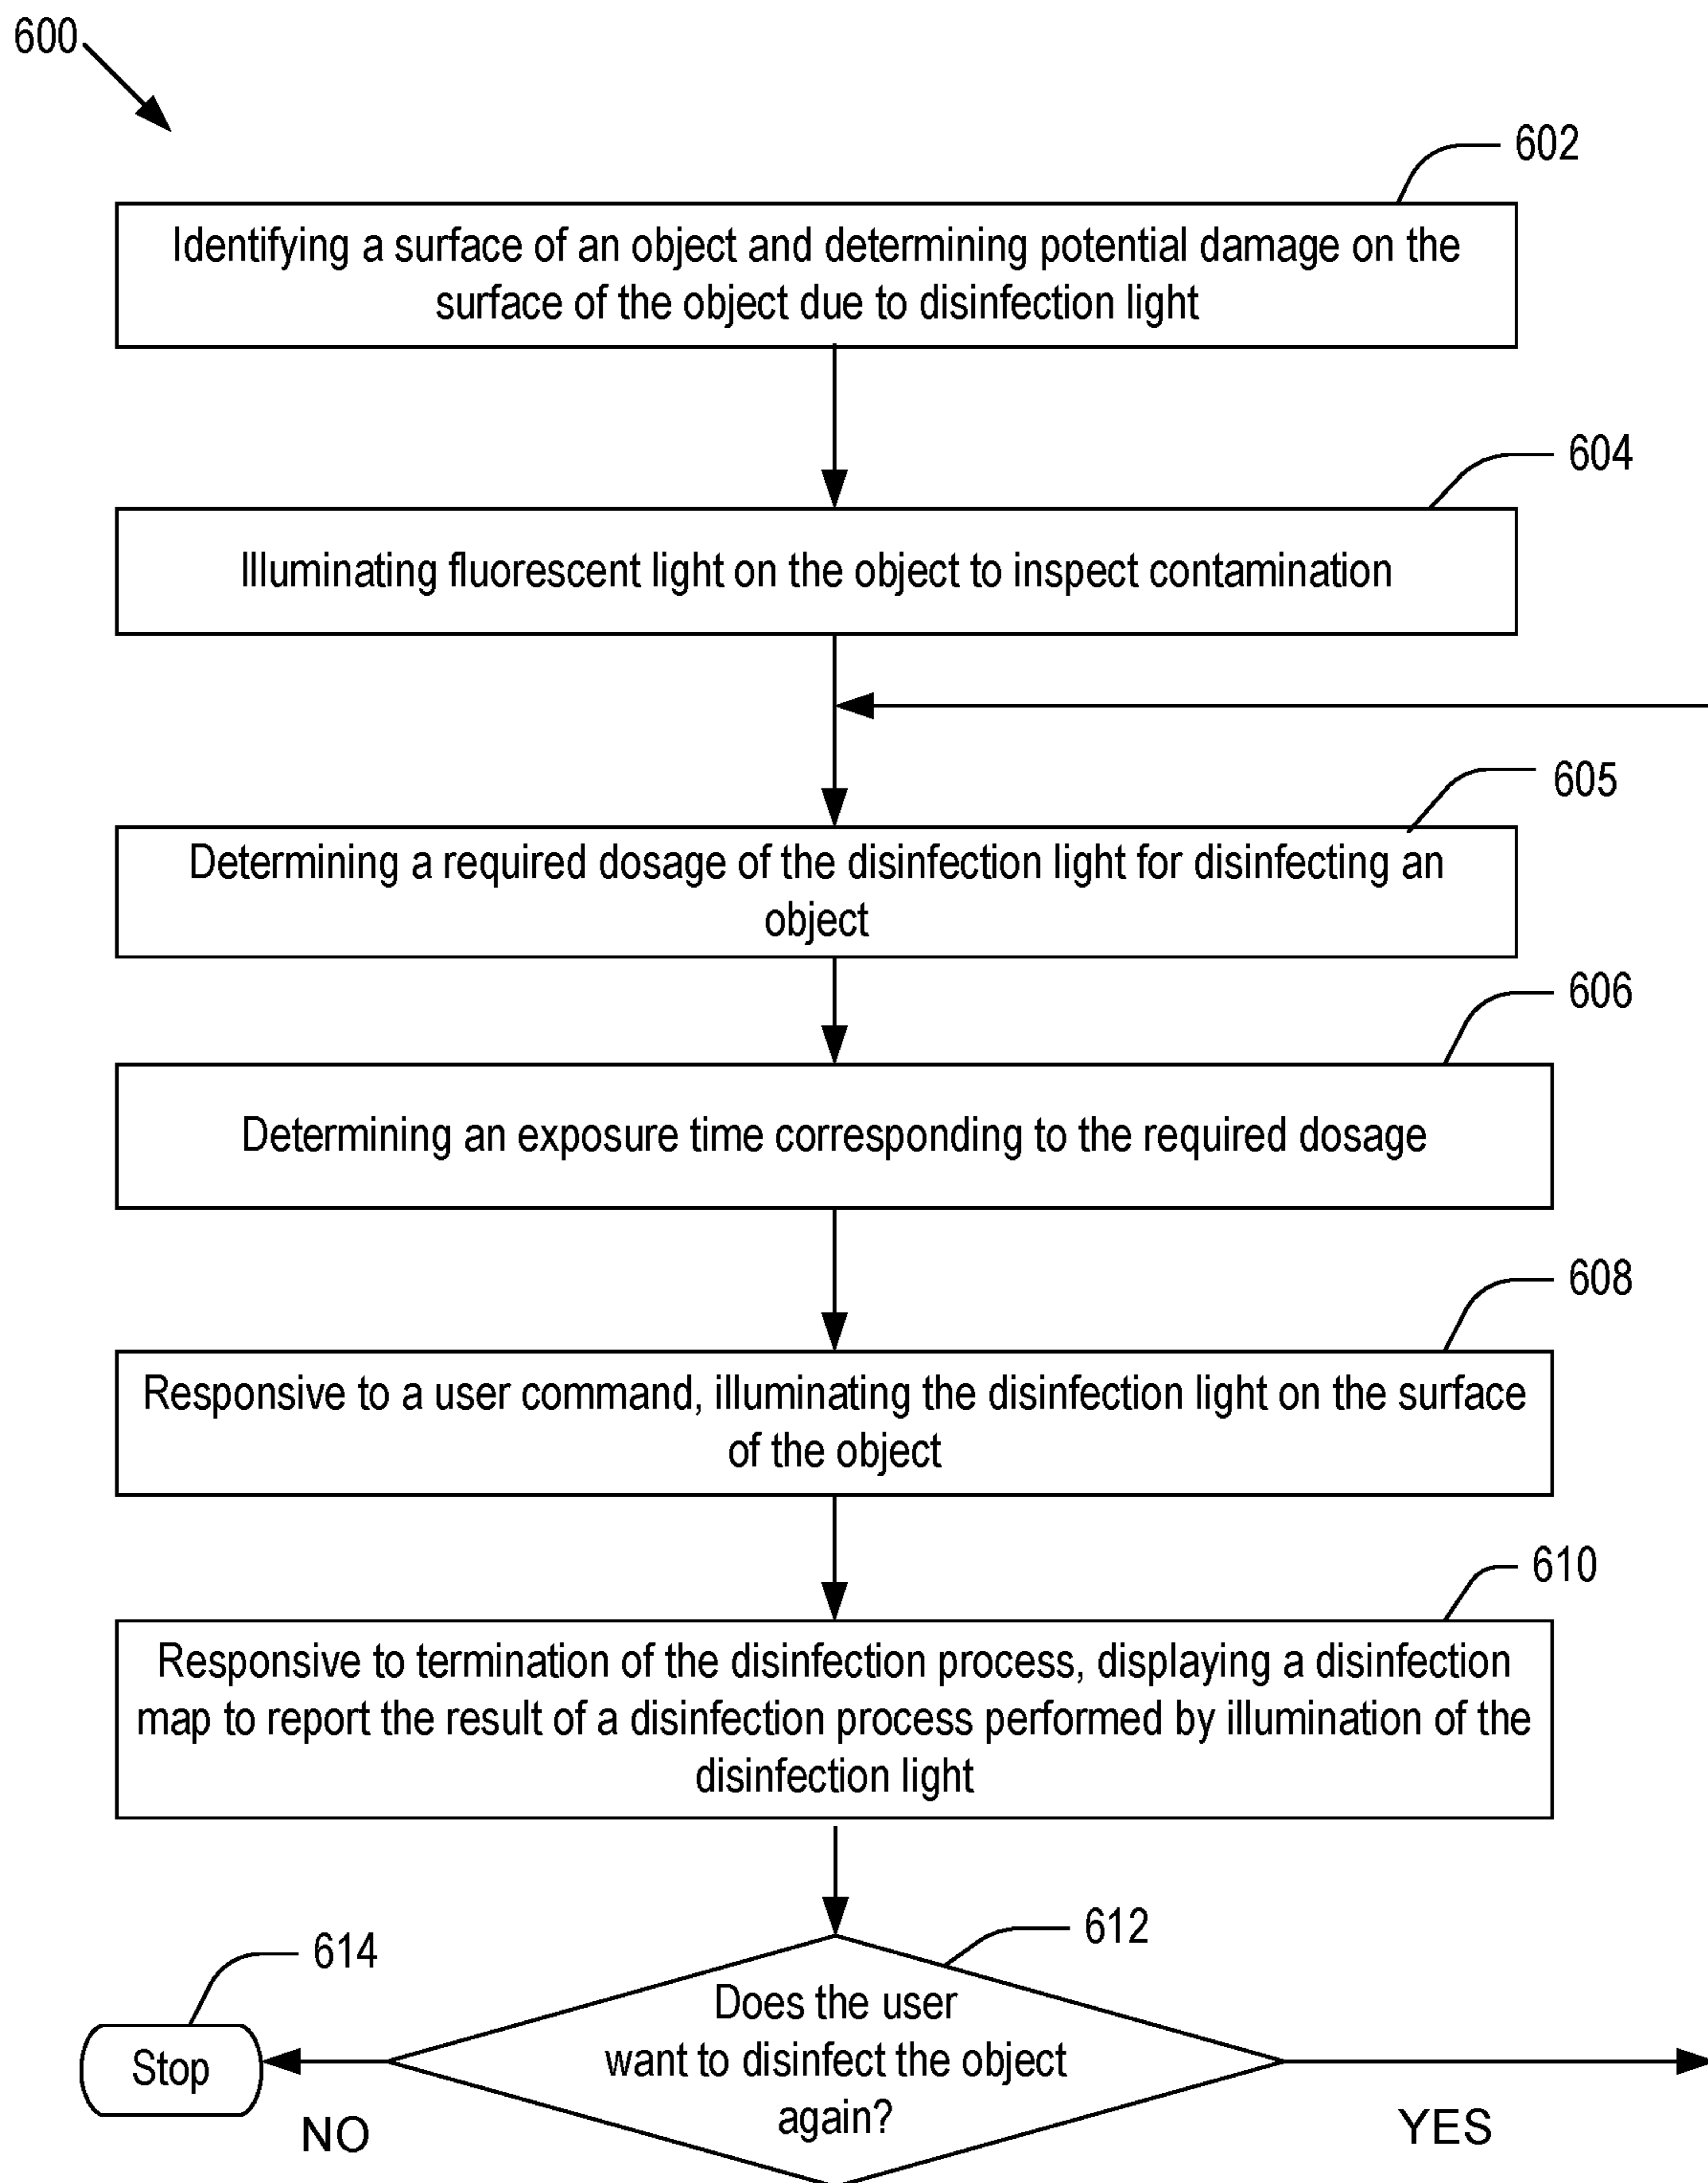 600
602
Identifying a surface of an object and determining potential damage on the
surface of the object due to disinfection light
604
Illuminating fluorescent light on the object to inspect contamination
605
Determining a required dosage of the disinfection light for disinfecting an
object
606
Determining an exposure time corresponding to the required dosage
608
Responsive to a user command, illuminating the disinfection light on the surface
of the object
610
Responsive to termination of the disinfection process, displaying a disinfection
map to report the result of a disinfection process performed by illumination of the
disinfection light
612
614
Does the user
want to disinfect the object
again?
Stop
NO
YES